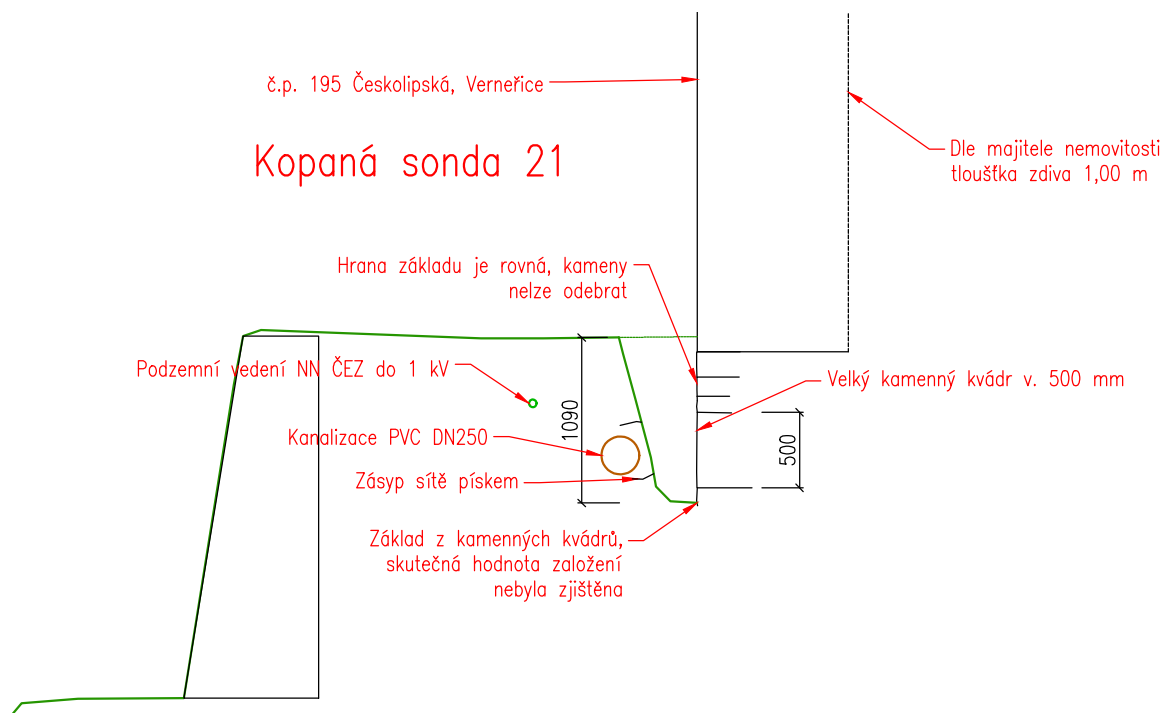 č.p. 195 Českolipská, Verneřice
Kopaná sonda 21
Dle majitele nemovitosti
tloušťka zdiva 1,00 m
Hrana základu je rovná, kameny
nelze odebrat
Podzemní vedení NN ČEZ do 1 kV
Velký kamenný kvádr v. 500 mm
1090
Kanalizace PVC DN250
500
Zásyp sítě pískem
Základ z kamenných kvádrů,
skutečná hodnota založení
nebyla zjištěna